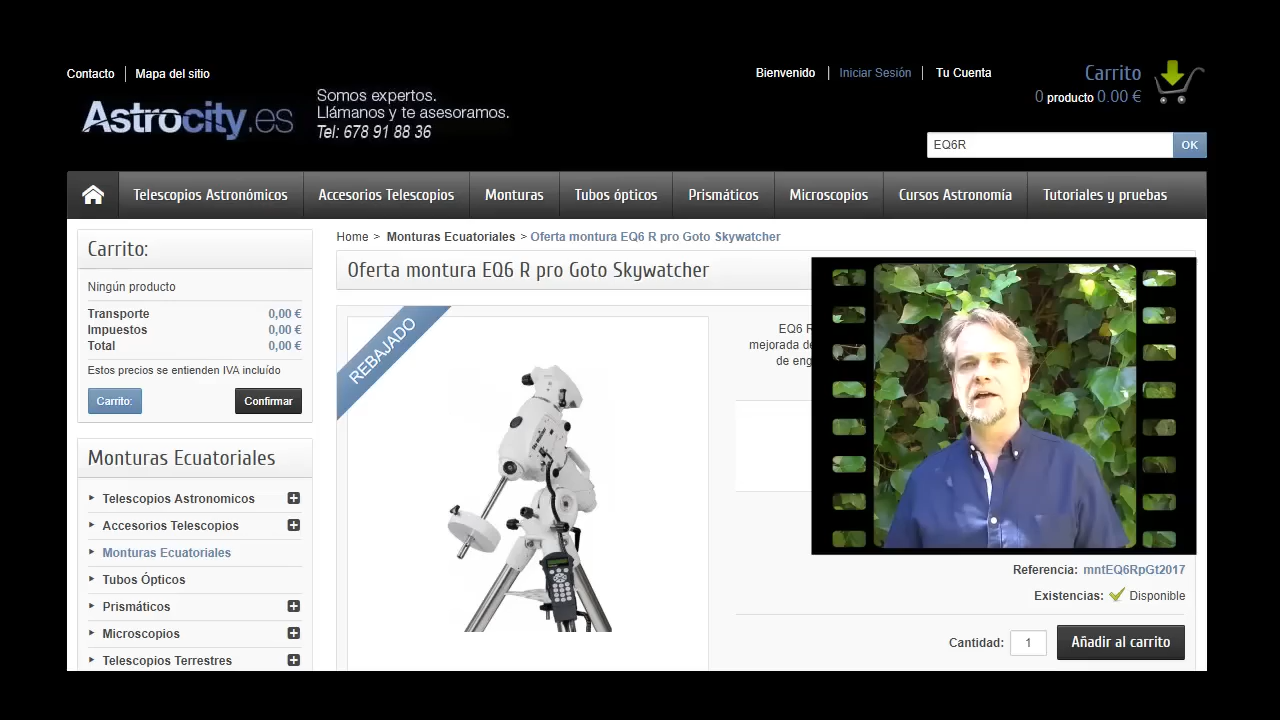 Contacto
Mapa del sitio
Bienvenido
Iniciar Sesión
Tu Cuenta
Carrito
0 producto 0.00 €
Astrocity.es
Somos expertos.
Llámanos y te asesoramos.
Tel: 678 91 88 36
EQ6R
OK
Telescopios Astronómicos
Accesorios Telescopios
Monturas
Tubos ópticos
Prismáticos
Microscopios
Cursos Astronomía
Tutoriales y pruebas
Carrito:
Ningún producto
Transporte 0,00 €
Impuestos 0,00 €
Total 0,00 €
Estos precios se entienden IVA incluído
Carrito:
Confirmar
Monturas Ecuatoriales
Telescopios Astronomicos
Accesorios Telescopios
Monturas Ecuatoriales
Tubos Ópticos
Prismáticos
Microscopios
Telescopios Terrestres
Home > Monturas Ecuatoriales > Oferta montura EQ6 R pro Goto Skywatcher
Oferta montura EQ6 R pro Goto Skywatcher
REBAJADO
EQ6 R
mejorada de
de eng
Referencia: mntEQ6RpGt2017
Existencias: Disponible
Cantidad: 1
Añadir al carrito